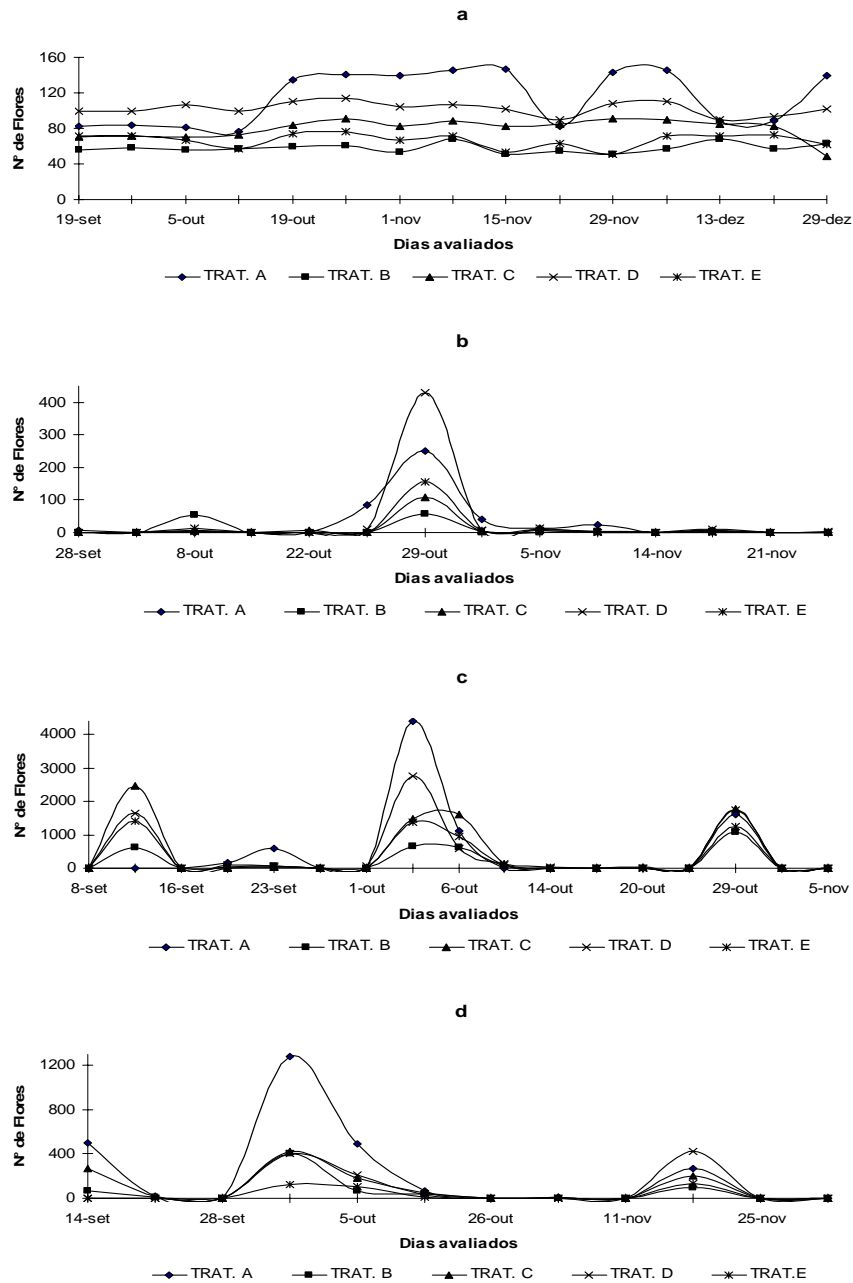 a
N° de Flores
160
120
80
40
0
19-set 5-out 19-out 1-nov 15-nov 29-nov 13-dez 29-dez
Dias avaliados
TRAT. A TRAT. B TRAT. C TRAT. D TRAT. E
b
N° de Flores
400
300
200
100
0
28-set 8-out 22-out 29-out 5-nov 14-nov 21-nov
Dias avaliados
TRAT. A TRAT. B TRAT. C TRAT. D TRAT. E
c
N° de Flores
4000
3000
2000
1000
0
8-set 16-set 23-set 1-out 6-out 14-out 20-out 29-out 5-nov
Dias avaliados
TRAT. A TRAT. B TRAT. C TRAT. D TRAT. E
d
N° de Flores
1200
800
400
0
14-set 28-set 5-out 26-out 11-nov 25-nov
Dias avaliados
TRAT. A TRAT. B TRAT. C TRAT. D TRAT.E